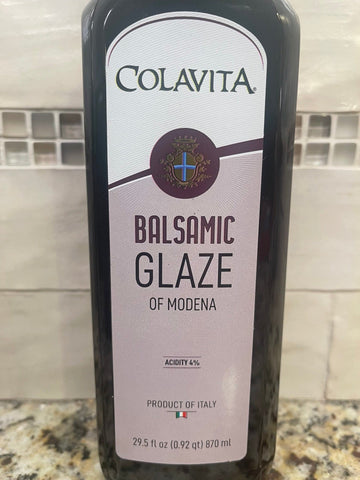 COLAVITA®
BALSAMIC
GLAZE
OF MODENA
ACIDITY 4%
PRODUCT OF ITALY
29.5 fl oz (0.92 qt) 870 ml